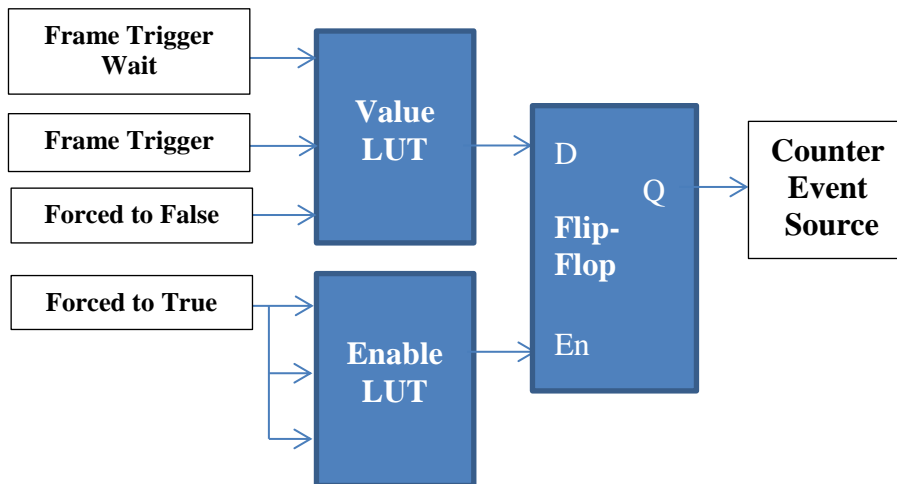 Frame Trigger
Wait
Frame Trigger
Forced to False
Forced to True
Value
LUT
Enable
LUT
D
Q
Flip-
Flop
En
Counter
Event
Source